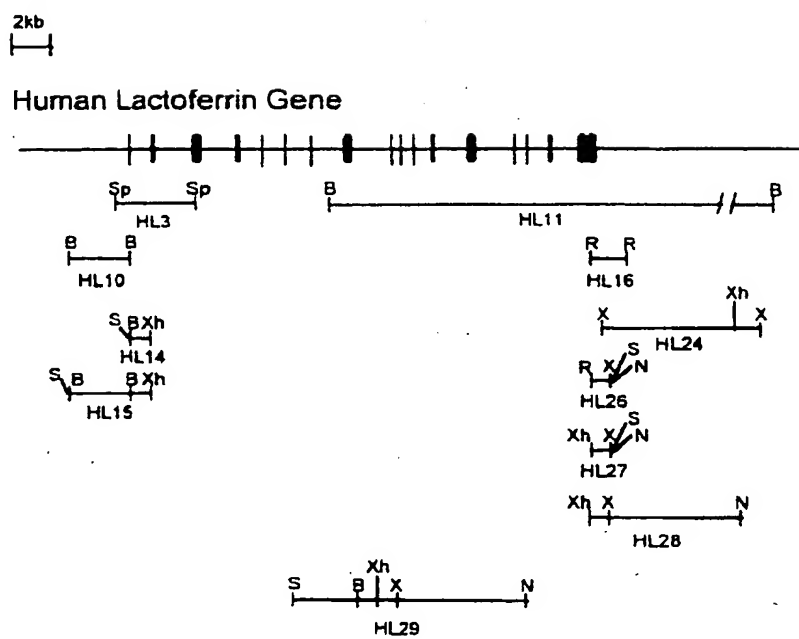 2kb
Human Lactoferrin Gene
Sp Sp B B
HL3 HL11
B B R R
HL10 HL16
S B Xh X Xh X
HL14 HL24
S B B Xh R X S N
HL15 HL26
Xh X S N
HL27
Xh X N
HL28
S B Xh X N
HL29